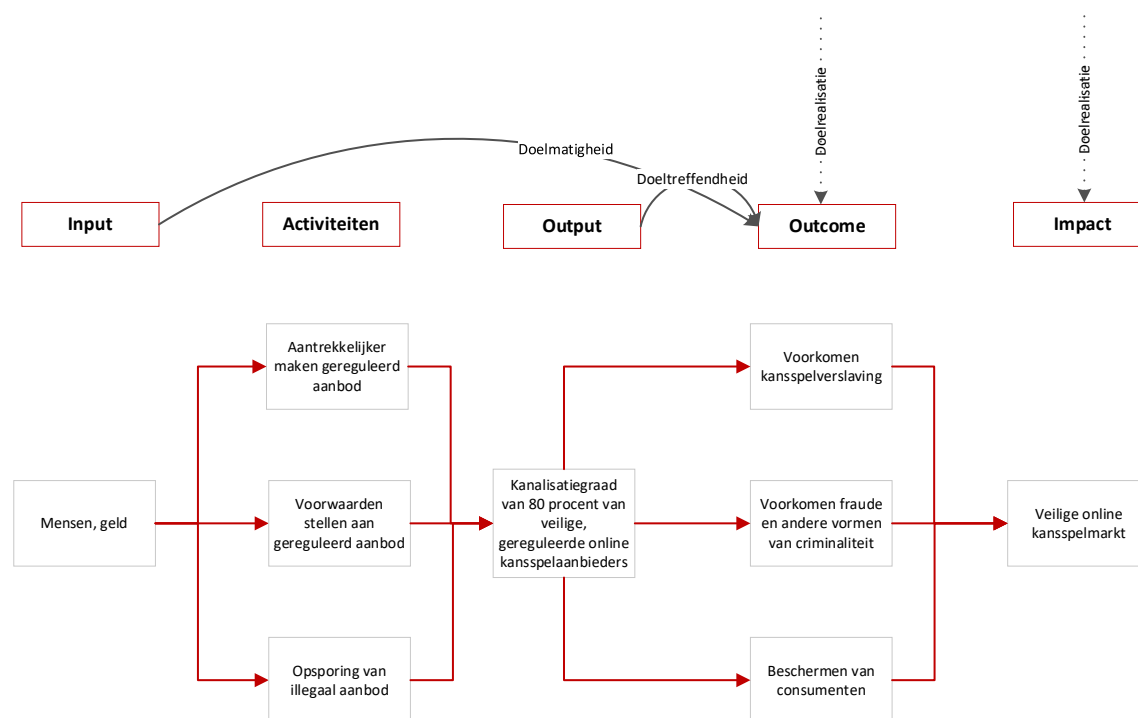 Doelrealisatie
Doelrealisatie
Doelmatigheid
Doeltreffendheid
Input
Activiteiten
Output
Outcome
Impact
Aantrekkelijker
maken gereguleerd
aanbod
Voorkomen
kansspelverslaving
Mensen, geld
Voorwaarden
stellen aan
gereguleerd aanbod
Kanalisatiegraad
van 80 procent van
veilige,
gereguleerde online
kansspelaanbieders
Voorkomen fraude
en andere vormen
van criminaliteit
Veilige online
kansspelmarkt
Opsporing van
illegaal aanbod
Beschermen van
consumenten